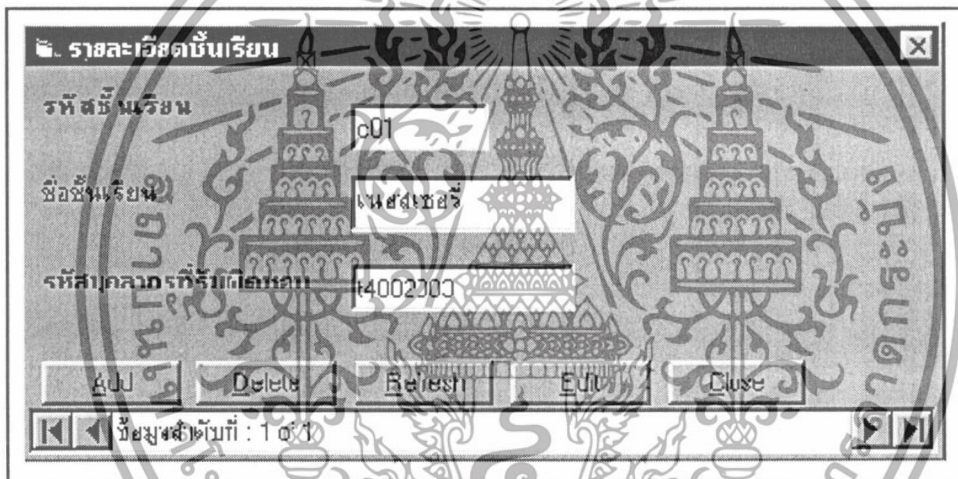 รายละเอียดชั้นเรียน
รหัสชั้นเรียน
c01
ชื่อชั้นเรียน
เนอสเซอรี่
รหัสบุคลากรที่รับผิดชอบ
t4002000
Add Delete Refresh Edit Close
ข้อมูลลำดับที่ : 1 of 1